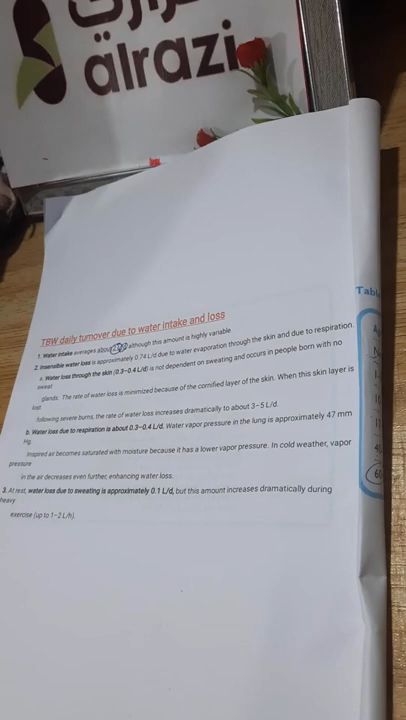 الرازي
alrazi
TBW daily turnover due to water intake and loss
1. Water intake averages about although this amount is highly variable
2. Insensible water loss is approximately 0.74 L/d due to water evaporation through the skin and due to respiration.
a. Water loss through the skin (0.3–0.4 L/d) is not dependent on sweating and occurs in people born with no
sweat
glands. The rate of water loss is minimized because of the cornified layer of the skin. When this skin layer is
lost
following severe burns, the rate of water loss increases dramatically to about 3–5 L/d.
b. Water loss due to respiration is about 0.3–0.4 L/d. Water vapor pressure in the lung is approximately 47 mm
Hg.
Inspired air becomes saturated with moisture because it has a lower vapor pressure. In cold weather, vapor
pressure
in the air decreases even further, enhancing water loss.
3. At rest, water loss due to sweating is approximately 0.1 L/d, but this amount increases dramatically during
heavy
exercise (up to 1–2 L/h).
Tabl
60